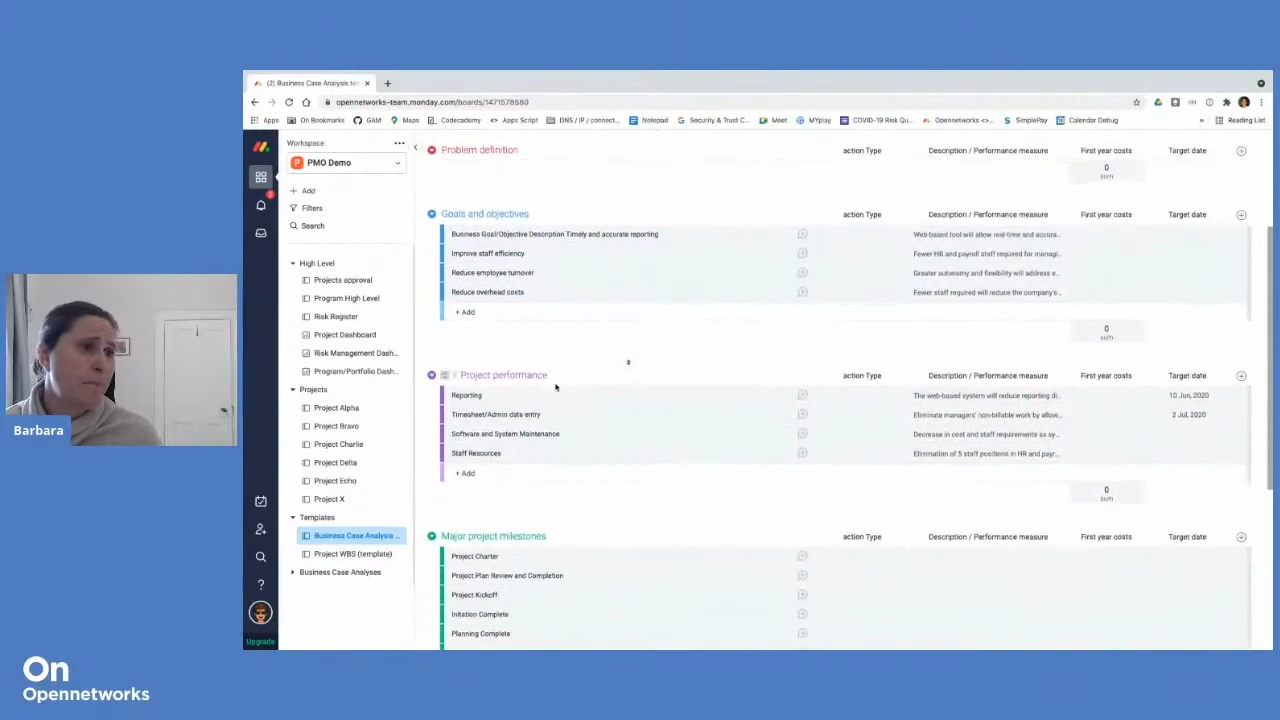 (2) Business Case Analysis tem
opennetworks-team.monday.com/boards/1471578580
Apps On Bookmarks GAM Maps Codecademy Apps Script DNS / IP / connect... Notepad Security & Trust C... Meet MYplay COVID-19 Risk Qu... Opennetworks <>... SimplePay Calendar Debug » Reading List
Workspace
PMO Demo
+ Add
Filters
Search
High Level
Projects approval
Program High Level
Risk Register
Project Dashboard
Risk Management Dash...
Program/Portfolio Dash...
Projects
Project Alpha
Project Bravo
Project Charlie
Project Delta
Project Echo
Project X
Templates
Business Case Analysis ...
Project WBS (template)
Business Case Analyses
Upgrade
Problem definition action Type Description / Performance measure First year costs Target date
0
sum
Goals and objectives action Type Description / Performance measure First year costs Target date
Business Goal/Objective Description Timely and accurate reporting Web-based tool will allow real-time and accura...
Improve staff efficiency Fewer HR and payroll staff required for managi...
Reduce employee turnover Greater autonomy and flexibility will address e...
Reduce overhead costs Fewer staff required will reduce the company's...
+ Add
0
sum
Project performance action Type Description / Performance measure First year costs Target date
Reporting The web-based system will reduce reporting di... 10 Jun, 2020
Timesheet/Admin data entry Eliminate managers' non-billable work by allow... 2 Jul, 2020
Software and System Maintenance Decrease in cost and staff requirements as sy...
Staff Resources Elimination of 5 staff positions in HR and payr...
+ Add
0
sum
Major project milestones action Type Description / Performance measure First year costs Target date
Project Charter
Project Plan Review and Completion
Project Kickoff
Initation Complete
Planning Complete
Barbara
On
Opennetworks